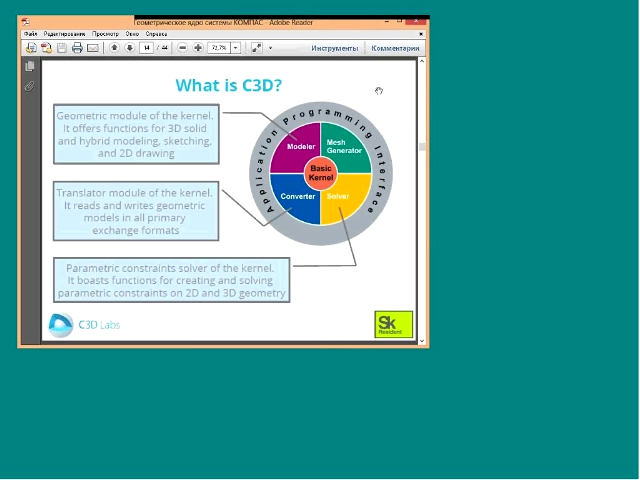 Геометрическое ядро системы КОМПАС - Adobe Reader
Файл Редактирование Просмотр Окно Справка
14 / 44 72,7% Инструменты Комментарии
What is C3D?
Geometric module of the kernel.
It offers functions for 3D solid
and hybrid modeling, sketching,
and 2D drawing
Translator module of the kernel.
It reads and writes geometric
models in all primary
exchange formats
Parametric constraints solver of the kernel.
It boasts functions for creating and solving
parametric constraints on 2D and 3D geometry
Application Programming Interface
Modeler
Mesh
Generator
Basic
Kernel
Converter
Solver
C3D Labs
Sk
Resident